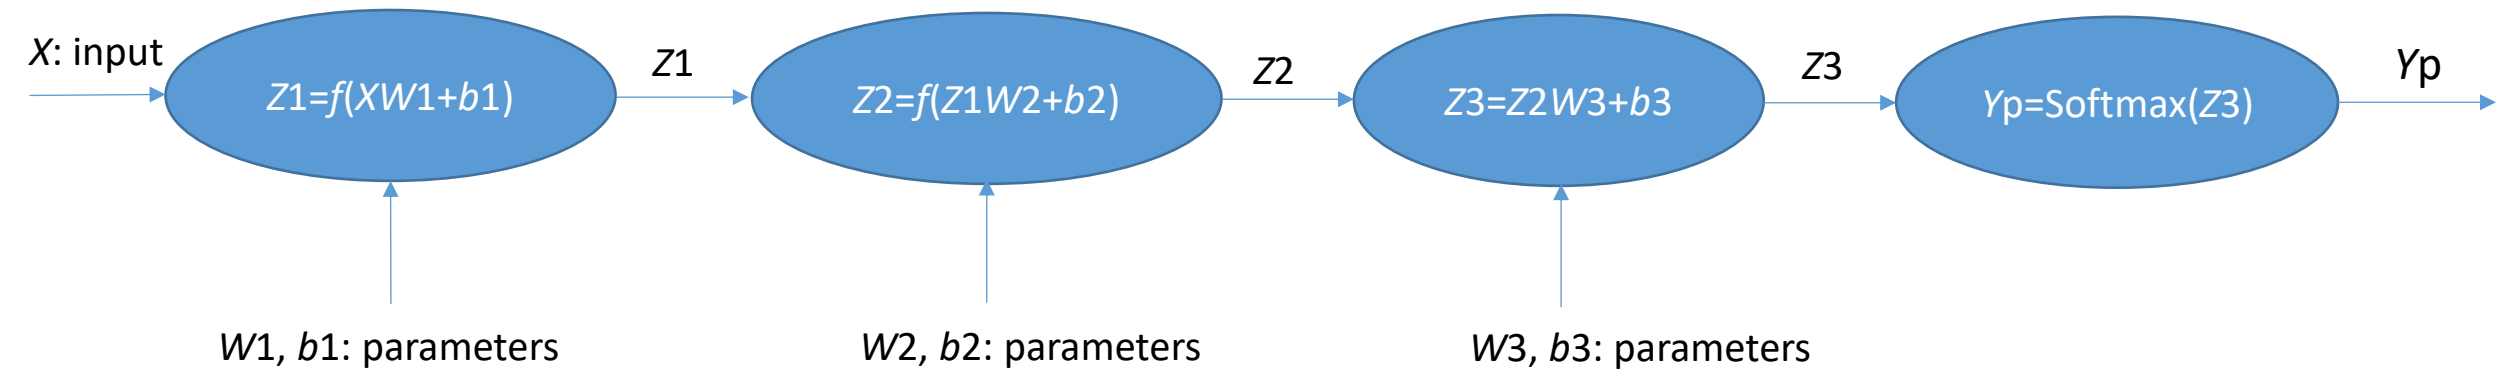 X: input
Z1=f(XW1+b1)
Z1
Z2=f(Z1W2+b2)
Z2
Z3=Z2W3+b3
Z3
Yp=Softmax(Z3)
Yp
W1, b1: parameters
W2, b2: parameters
W3, b3: parameters